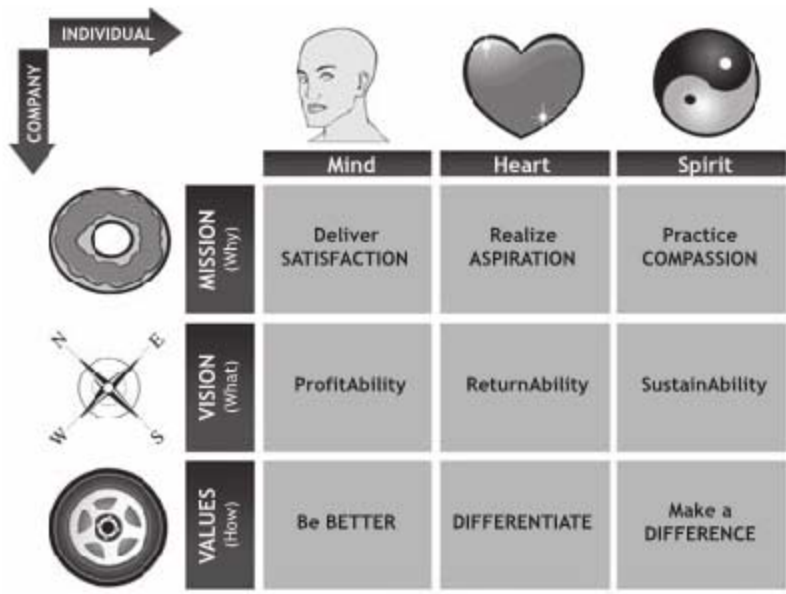 INDIVIDUAL
COMPANY
Mind
Heart
Spirit
MISSION
(Why)
Deliver
SATISFACTION
Realize
ASPIRATION
Practice
COMPASSION
N
E
W
S
VISION
(What)
ProfitAbility
ReturnAbility
SustainAbility
VALUES
(How)
Be BETTER
DIFFERENTIATE
Make a
DIFFERENCE